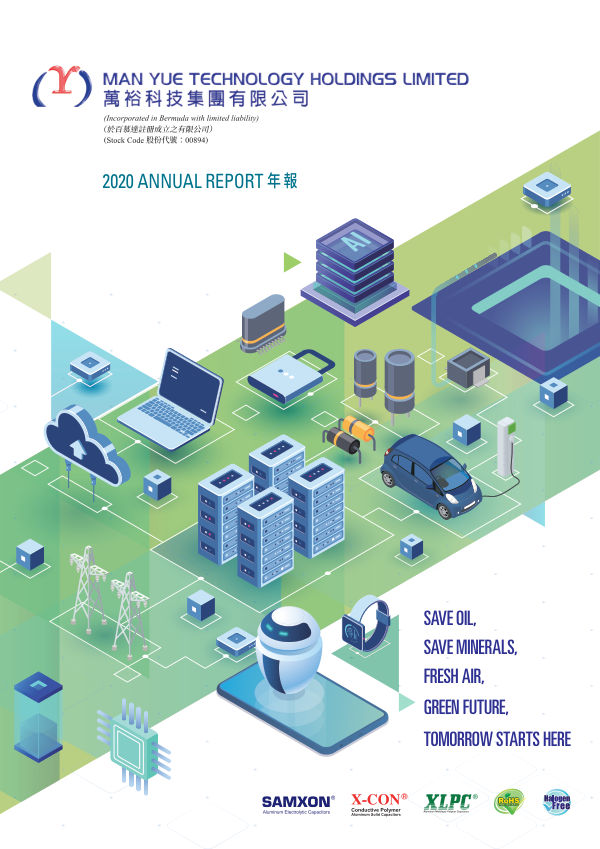 MAN YUE TECHNOLOGY HOLDINGS LIMITED
萬裕科技集團有限公司
(Incorporated in Bermuda with limited liability)
(於百慕達註冊成立之有限公司)
(Stock Code 股份代號：00894)
2020 ANNUAL REPORT 年報
AI
SAVE OIL,
SAVE MINERALS,
FRESH AIR,
GREEN FUTURE,
TOMORROW STARTS HERE
SAMXON®
Aluminum Electrolytic Capacitors
X-CON®
Conductive Polymer
Aluminum Solid Capacitors
XLPC®
RoHS
Halogen
Free